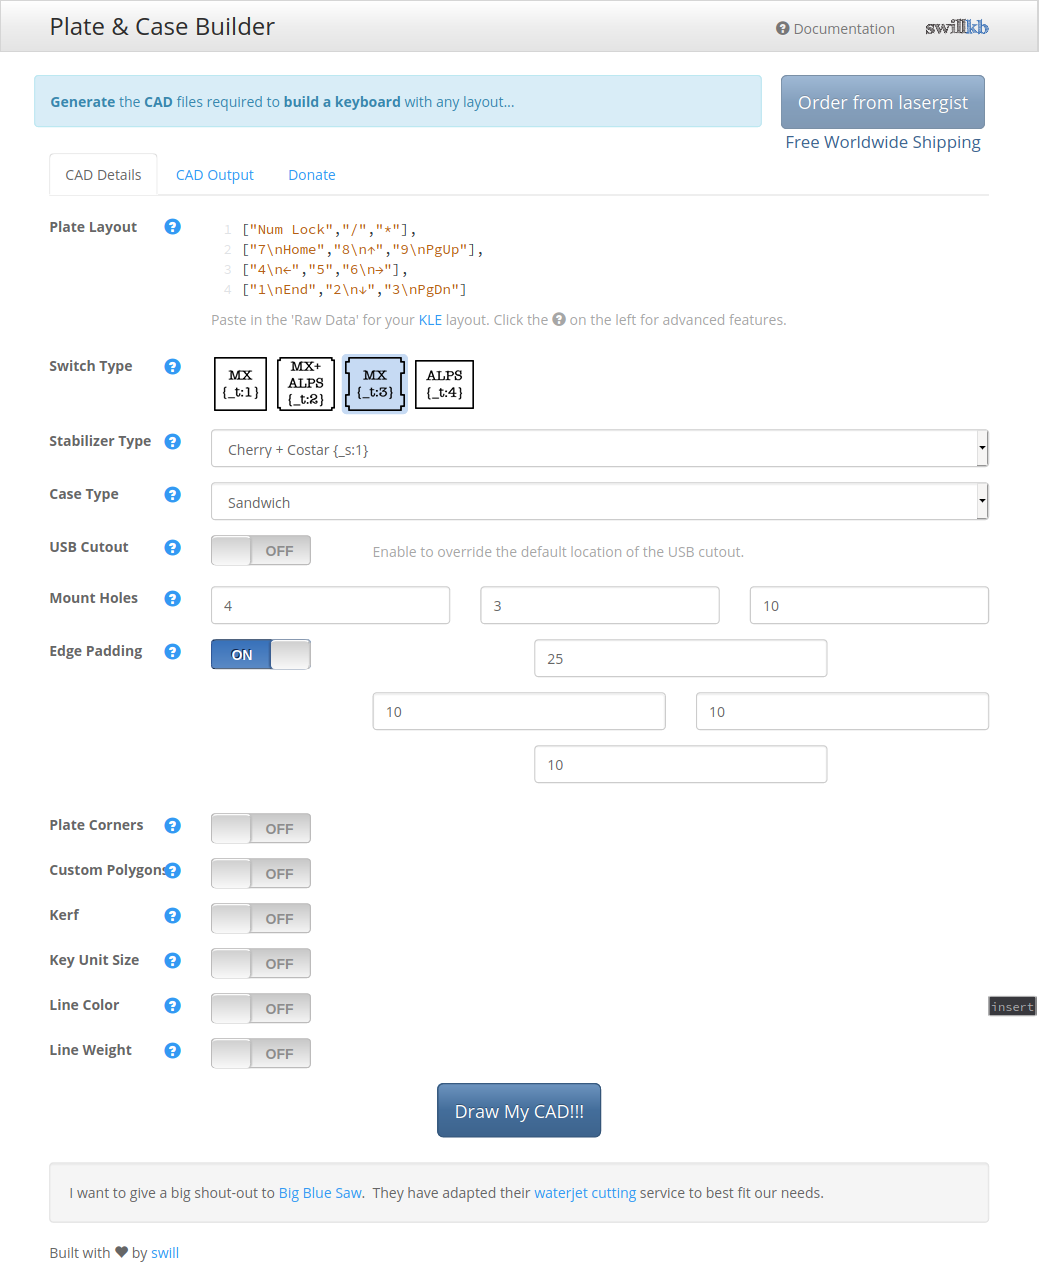 Plate & Case Builder
Documentation
swillkb
Generate the CAD files required to build a keyboard with any layout...
Order from lasergist
Free Worldwide Shipping
CAD Details
CAD Output
Donate
Plate Layout
1 ["Num Lock","/","*"],
2 ["7\nHome","8\n↑","9\nPgUp"],
3 ["4\n←","5","6\n→"],
4 ["1\nEnd","2\n↓","3\nPgDn"]
Paste in the 'Raw Data' for your KLE layout. Click the ? on the left for advanced features.
Switch Type
MX
{_t:1}
MX+
ALPS
{_t:2}
MX
{_t:3}
ALPS
{_t:4}
Stabilizer Type
Cherry + Costar {_s:1}
Case Type
Sandwich
USB Cutout
OFF
Enable to override the default location of the USB cutout.
Mount Holes
4
3
10
Edge Padding
ON
25
10
10
10
Plate Corners
OFF
Custom Polygons
OFF
Kerf
OFF
Key Unit Size
OFF
Line Color
OFF
insert
Line Weight
OFF
Draw My CAD!!!
I want to give a big shout-out to Big Blue Saw. They have adapted their waterjet cutting service to best fit our needs.
Built with ♥ by swill